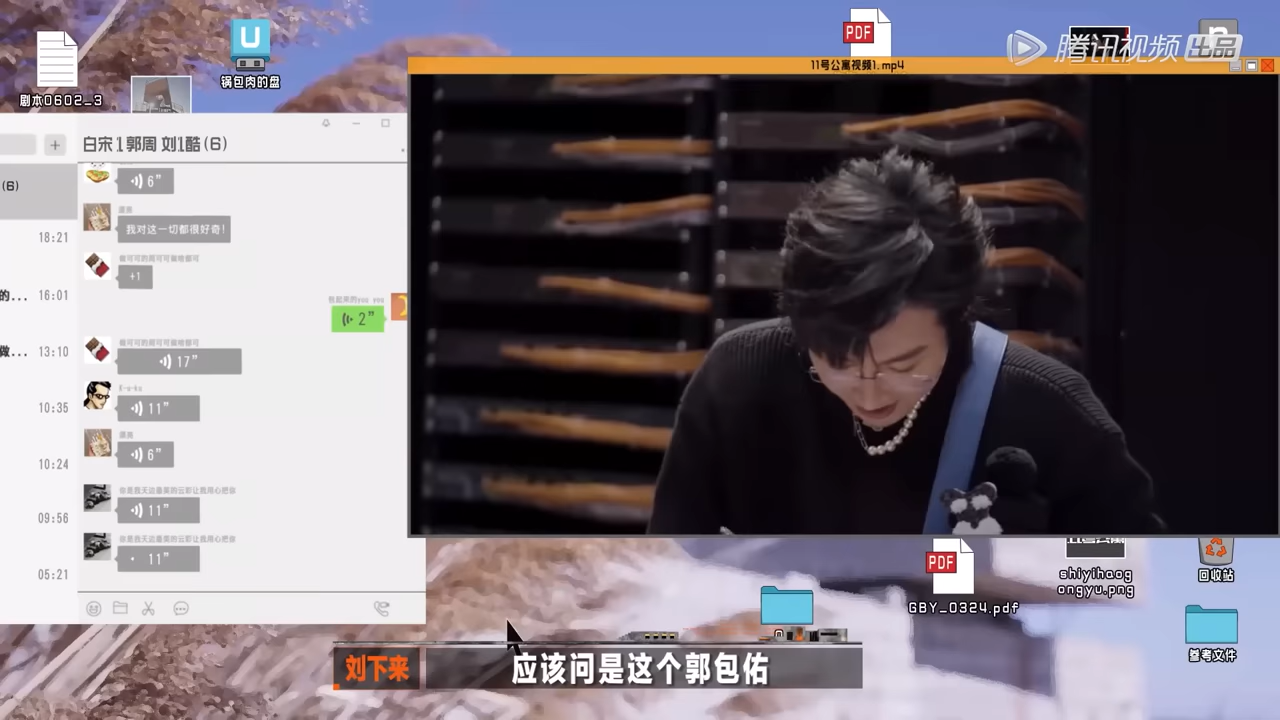 剧本0602_3
U
锅包肉的盘
PDF
腾讯视频 出品
11号公寓视频1.mp4
白宋1郭周 刘1酷(6)
(6)
6”
18:21
源亮
我对这一切都很好奇!
+1
的... 16:01
2”
做... 13:10
17”
K-o-ko
10:35
11”
6”
10:24
09:56
11”
11”
05:21
PDF
GBY_0324.pdf
shiyihaog
ongyu.png
回收站
参考文件
刘下来
应该问是这个郭包佑